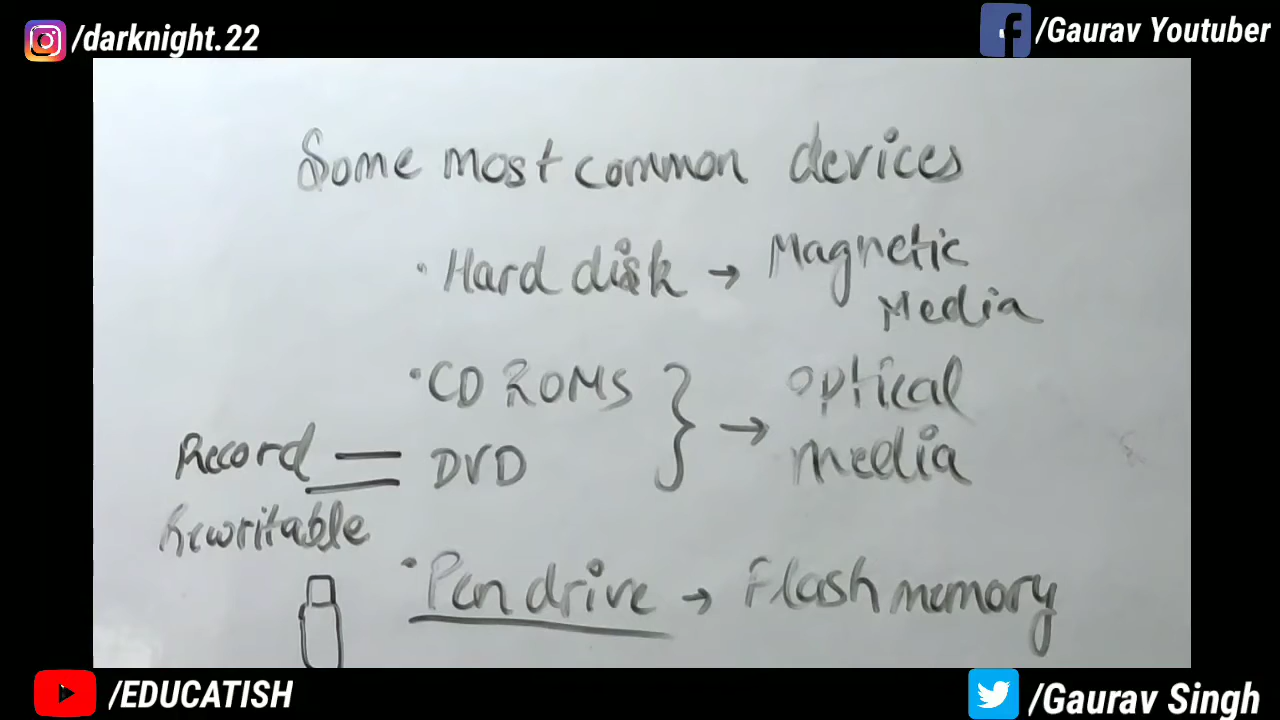 /darknight.22
/Gaurav Youtuber
Some most common devices
· Hard disk → Magnetic
Media
· CD ROMS } → optical
Record = DVD media
Rewritable
· Pen drive → Flash memory
/EDUCATISH
/Gaurav Singh